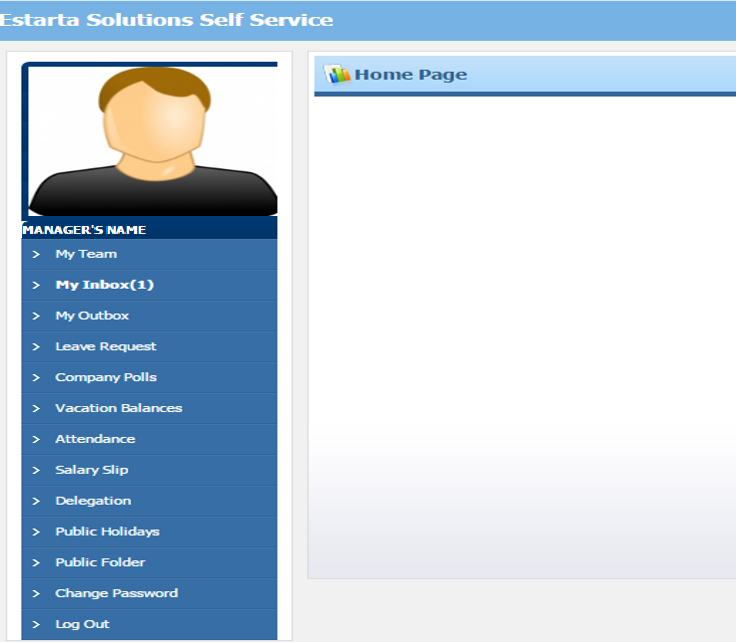 Estarta Solutions Self Service
Home Page
MANAGER'S NAME
> My Team
> My Inbox(1)
> My Outbox
> Leave Request
> Company Polls
> Vacation Balances
> Attendance
> Salary Slip
> Delegation
> Public Holidays
> Public Folder
> Change Password
> Log Out